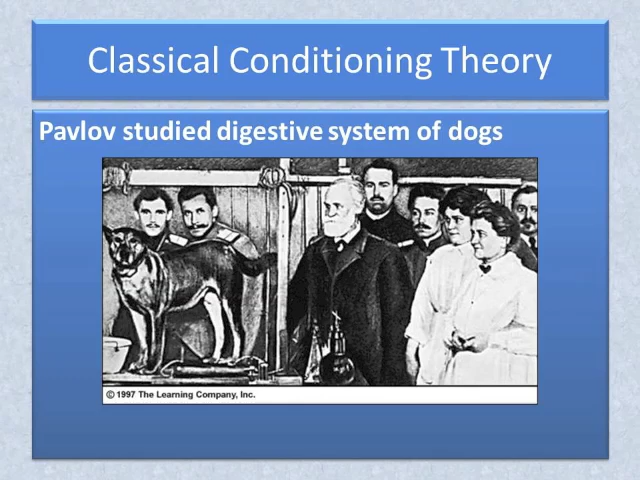 Classical Conditioning Theory
Pavlov studied digestive system of dogs
© 1997 The Learning Company, Inc.